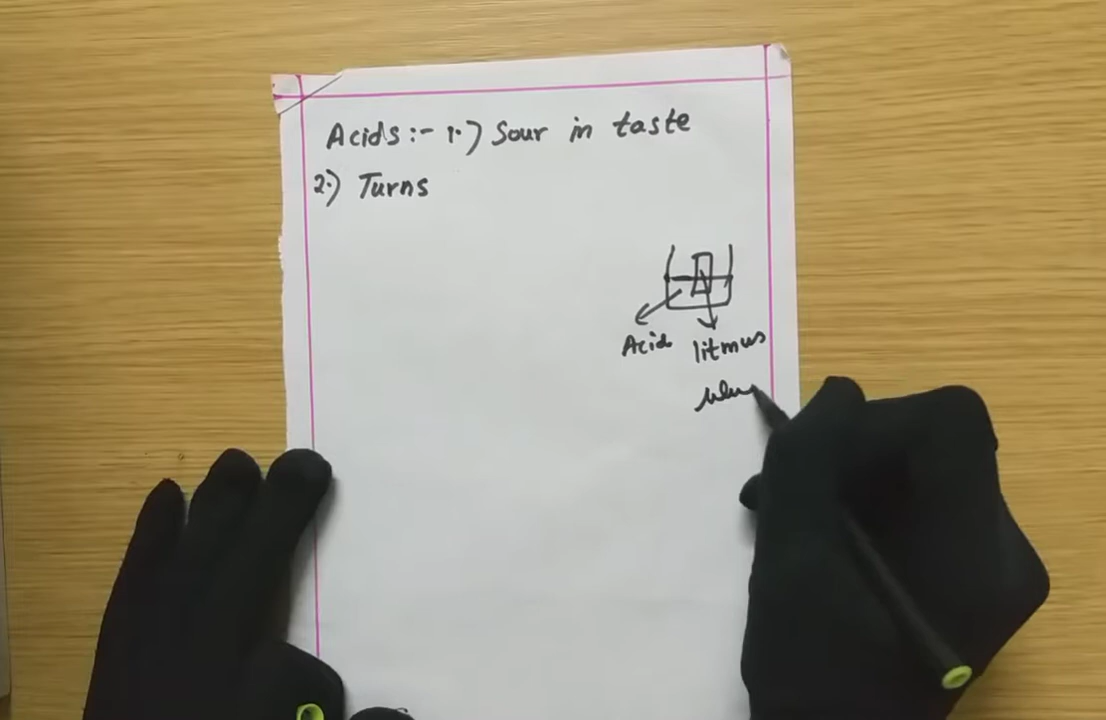 Acids:- 1.) Sour in taste
2.) Turns
Acid litmus